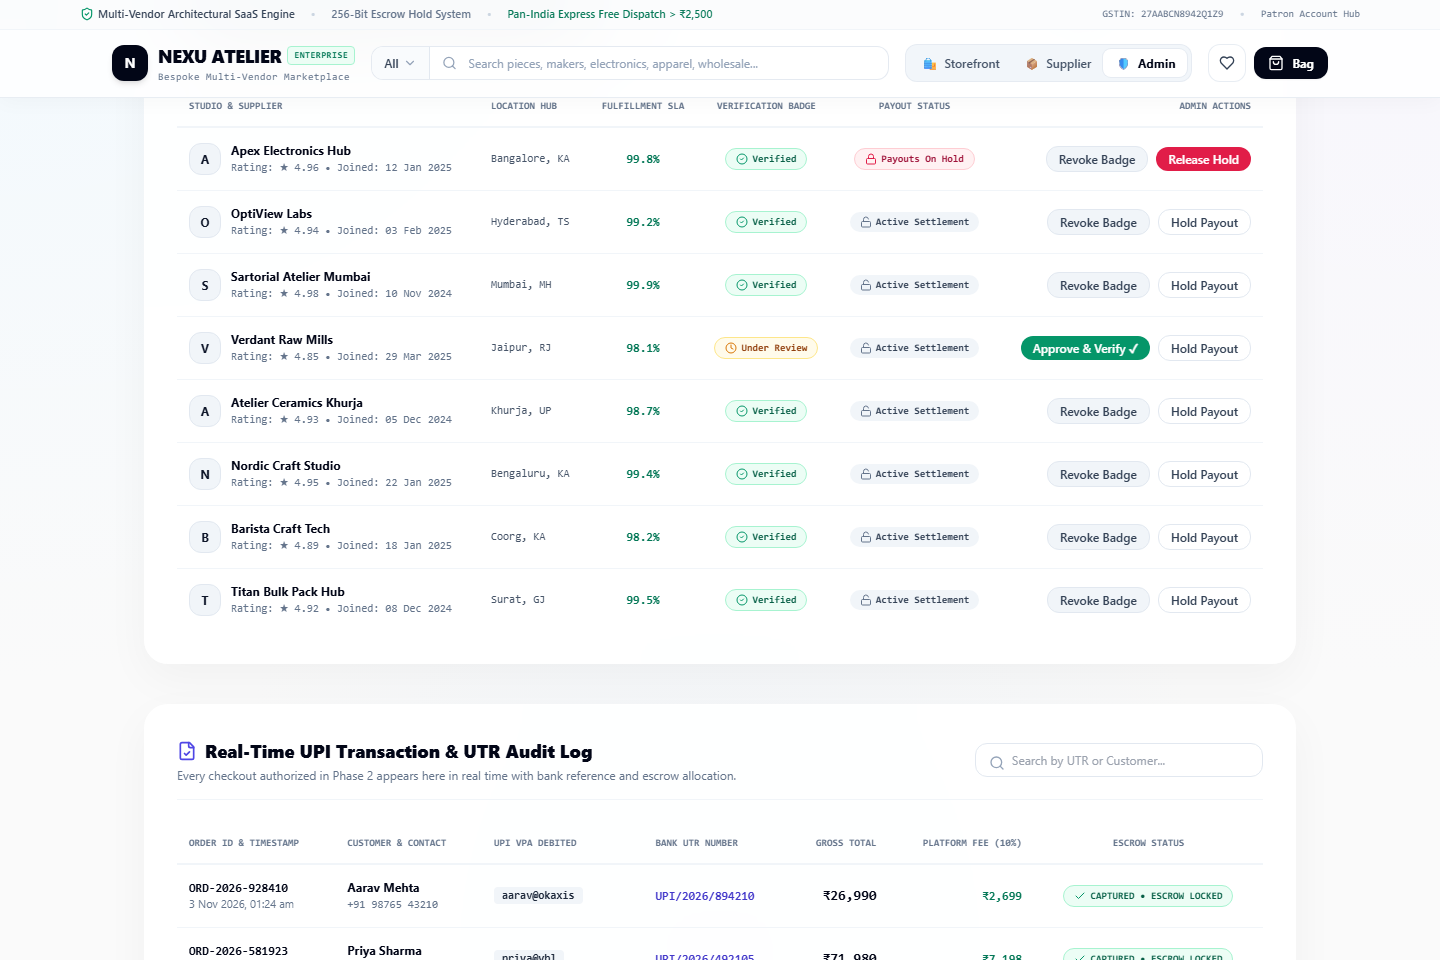 Multi-Vendor Architectural SaaS Engine • 256-Bit Escrow Hold System • Pan-India Express Free Dispatch > ₹2,500 GSTIN: 27AABCN8942Q1Z9 • Patron Account Hub
N NEXU ATELIER ENTERPRISE
Bespoke Multi-Vendor Marketplace
All Search pieces, makers, electronics, apparel, wholesale... Storefront Supplier Admin Bag
STUDIO & SUPPLIER LOCATION HUB FULFILLMENT SLA VERIFICATION BADGE PAYOUT STATUS ADMIN ACTIONS
A Apex Electronics Hub Bangalore, KA 99.8% Verified Payouts On Hold Revoke Badge Release Hold
Rating: ★ 4.96 • Joined: 12 Jan 2025
O OptiView Labs Hyderabad, TS 99.2% Verified Active Settlement Revoke Badge Hold Payout
Rating: ★ 4.94 • Joined: 03 Feb 2025
S Sartorial Atelier Mumbai Mumbai, MH 99.9% Verified Active Settlement Revoke Badge Hold Payout
Rating: ★ 4.98 • Joined: 10 Nov 2024
V Verdant Raw Mills Jaipur, RJ 98.1% Under Review Active Settlement Approve & Verify ✓ Hold Payout
Rating: ★ 4.85 • Joined: 29 Mar 2025
A Atelier Ceramics Khurja Khurja, UP 98.7% Verified Active Settlement Revoke Badge Hold Payout
Rating: ★ 4.93 • Joined: 05 Dec 2024
N Nordic Craft Studio Bengaluru, KA 99.4% Verified Active Settlement Revoke Badge Hold Payout
Rating: ★ 4.95 • Joined: 22 Jan 2025
B Barista Craft Tech Coorg, KA 98.2% Verified Active Settlement Revoke Badge Hold Payout
Rating: ★ 4.89 • Joined: 18 Jan 2025
T Titan Bulk Pack Hub Surat, GJ 99.5% Verified Active Settlement Revoke Badge Hold Payout
Rating: ★ 4.92 • Joined: 08 Dec 2024
Real-Time UPI Transaction & UTR Audit Log
Every checkout authorized in Phase 2 appears here in real time with bank reference and escrow allocation.
Search by UTR or Customer...
ORDER ID & TIMESTAMP CUSTOMER & CONTACT UPI VPA DEBITED BANK UTR NUMBER GROSS TOTAL PLATFORM FEE (10%) ESCROW STATUS
ORD-2026-928410 Aarav Mehta aarav@okaxis UPI/2026/894210 ₹26,990 ₹2,699 ✓ CAPTURED • ESCROW LOCKED
3 Nov 2026, 01:24 am +91 98765 43210
ORD-2026-581923 Priya Sharma priya@ybl UPI/2026/492105 ₹71,980 ₹7,198 ✓ CAPTURED • ESCROW LOCKED